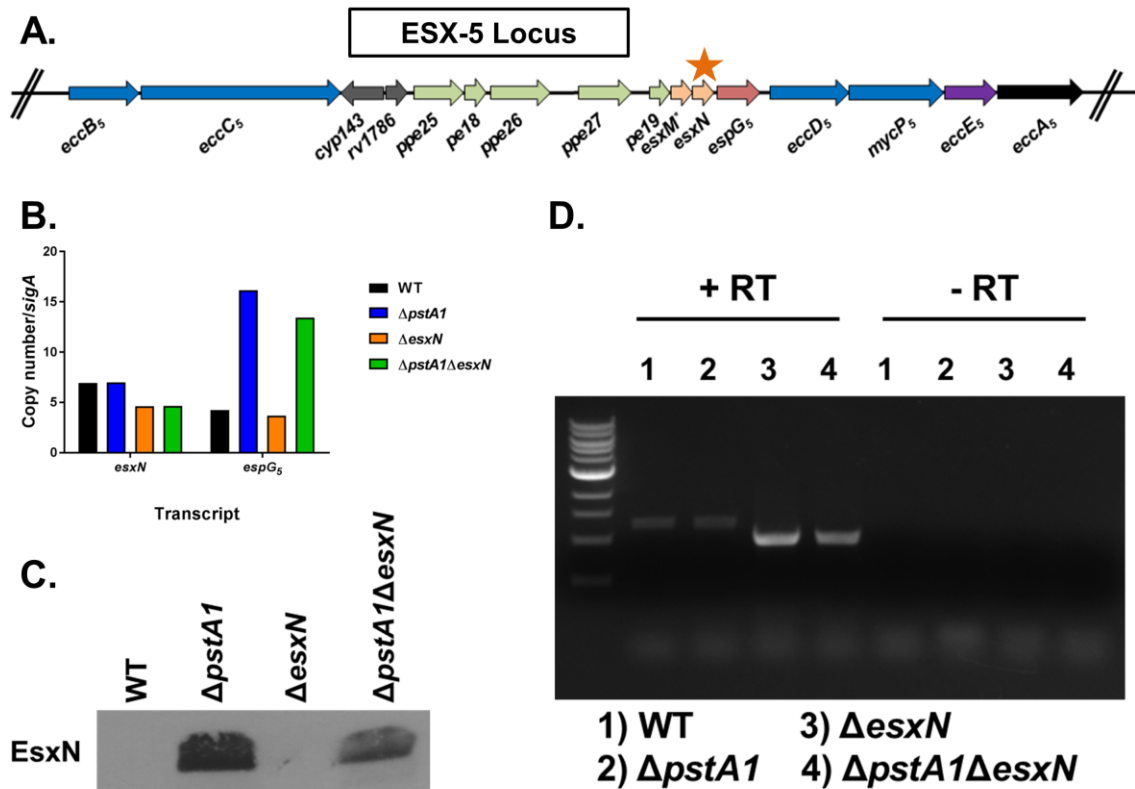 A.
ESX-5 Locus
eccB₅
eccC₅
cyp143
rv1786
ppe25
pe18
ppe26
ppe27
pe19
esxM*
esxN
espG₅
eccD₅
mycP₅
eccE₅
eccA₅
B.
Copy number/sigA
20
15
10
5
0
esxN espG₅
Transcript
WT
ΔpstA1
ΔesxN
ΔpstA1ΔesxN
C.
WT
ΔpstA1
ΔesxN
ΔpstA1ΔesxN
EsxN
D.
+ RT - RT
1 2 3 4 1 2 3 4
1) WT 3) ΔesxN
2) ΔpstA1 4) ΔpstA1ΔesxN